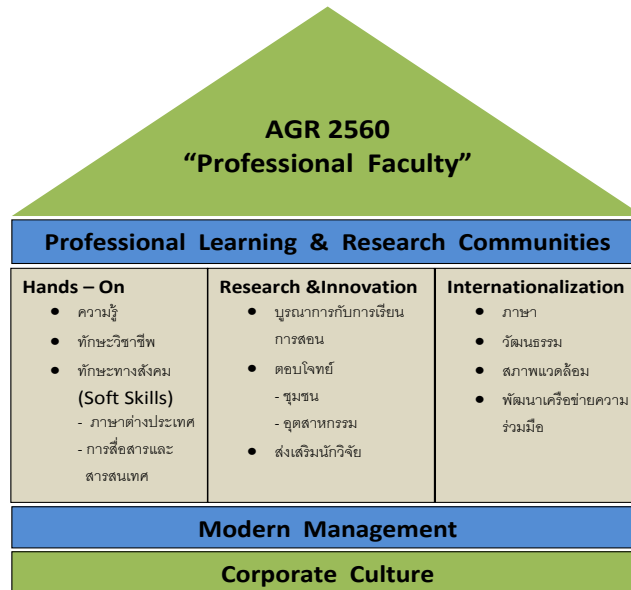 AGR 2560
“Professional Faculty”
Professional Learning & Research Communities
Hands – On
● ความรู้
● ทักษะวิชาชีพ
● ทักษะทางสังคม
(Soft Skills)
- ภาษาต่างประเทศ
- การสื่อสารและ
สารสนเทศ
Research &Innovation
● บูรณาการกับการเรียน
การสอน
● ตอบโจทย์
- ชุมชน
- อุตสาหกรรม
● ส่งเสริมนักวิจัย
Internationalization
● ภาษา
● วัฒนธรรม
● สภาพแวดล้อม
● พัฒนาเครือข่ายความ
ร่วมมือ
Modern Management
Corporate Culture